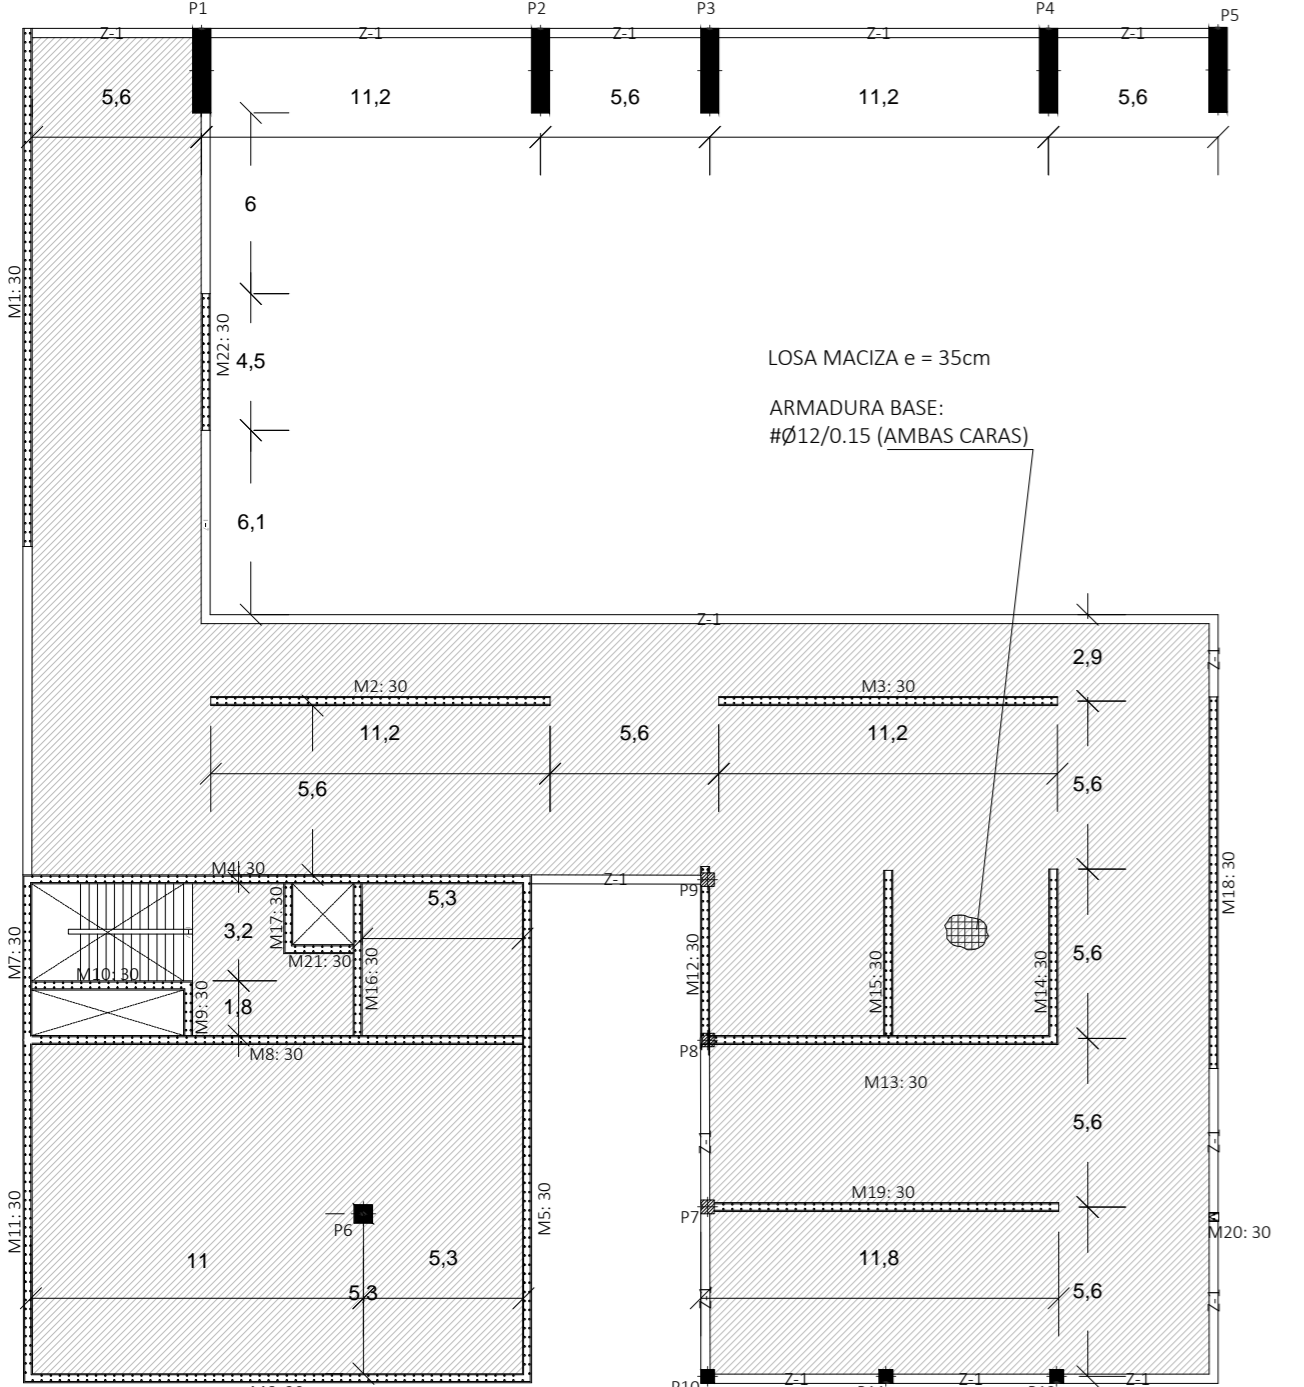 P1
P2
P3
P4
P5
Z-1
Z-1
Z-1
Z-1
Z-1
5,6
11,2
5,6
11,2
5,6
6
M1: 30
M22: 30
4,5
LOSA MACIZA e = 35cm
ARMADURA BASE:
#Ø12/0.15 (AMBAS CARAS)
6,1
Z-1
2,9
Z-1
M2: 30
M3: 30
11,2
5,6
11,2
5,6
5,6
M4: 30
Z-1
P9
M18: 30
5,3
M17: 30
3,2
M7: 30
M21: 30
M16: 30
M12: 30
M15: 30
M14: 30
5,6
M10: 30
M9: 30
1,8
M8: 30
P8
M13: 30
5,6
Z-1
Z-1
M19: 30
P7
P6
M11: 30
M5: 30
M20: 30
11
5,3
11,8
5,3
5,6
Z-1
Z-1
P10
Z-1
Z-1
Z-1